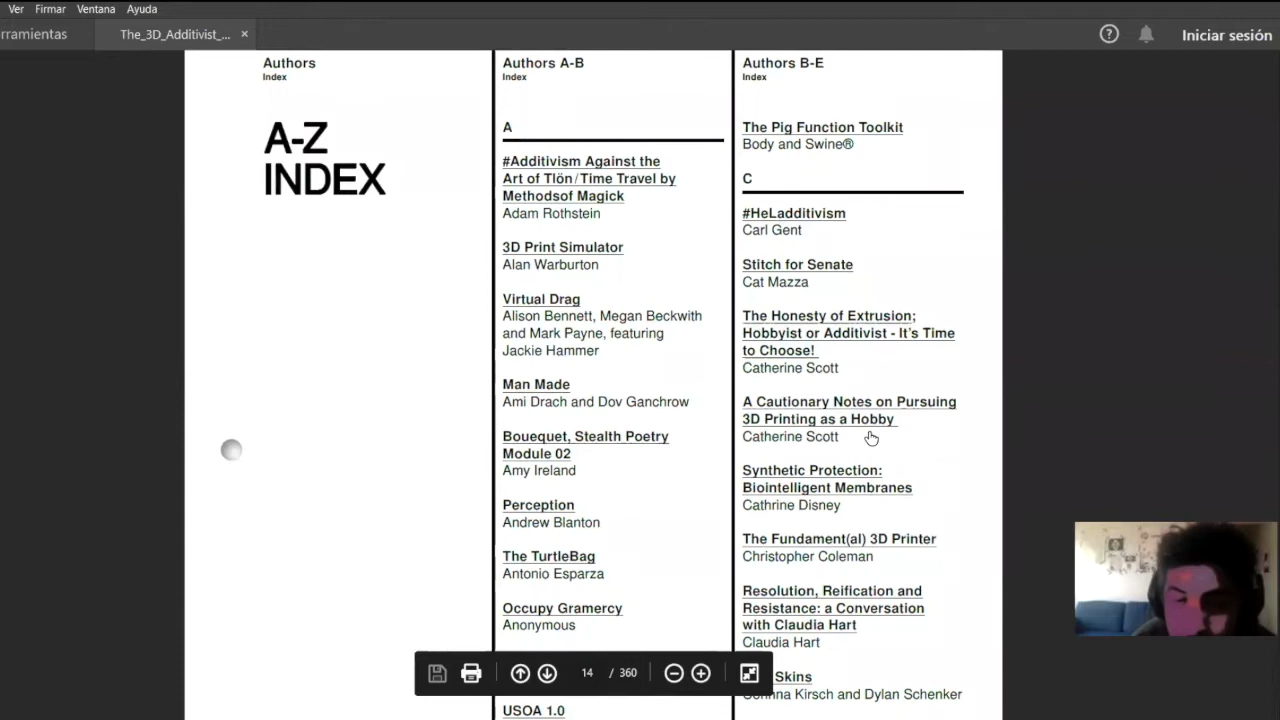 Ver Firmar Ventana Ayuda
rramientas
The_3D_Additivist_... ×
Iniciar sesión
Authors
Index
A-Z
INDEX
Authors A-B
Index
A
#Additivism Against the
Art of Tlön/Time Travel by
Methodsof Magick
Adam Rothstein
3D Print Simulator
Alan Warburton
Virtual Drag
Alison Bennett, Megan Beckwith
and Mark Payne, featuring
Jackie Hammer
Man Made
Ami Drach and Dov Ganchrow
Bouequet, Stealth Poetry
Module 02
Amy Ireland
Perception
Andrew Blanton
The TurtleBag
Antonio Esparza
Occupy Gramercy
Anonymous
USOA 1.0
Authors B-E
Index
The Pig Function Toolkit
Body and Swine®
C
#HeLadditivism
Carl Gent
Stitch for Senate
Cat Mazza
The Honesty of Extrusion;
Hobbyist or Additivist - It's Time
to Choose!
Catherine Scott
A Cautionary Notes on Pursuing
3D Printing as a Hobby
Catherine Scott
Synthetic Protection:
Biointelligent Membranes
Cathrine Disney
The Fundament(al) 3D Printer
Christopher Coleman
Resolution, Reification and
Resistance: a Conversation
with Claudia Hart
Claudia Hart
Skins
Kirsch and Dylan Schenker
14 / 360